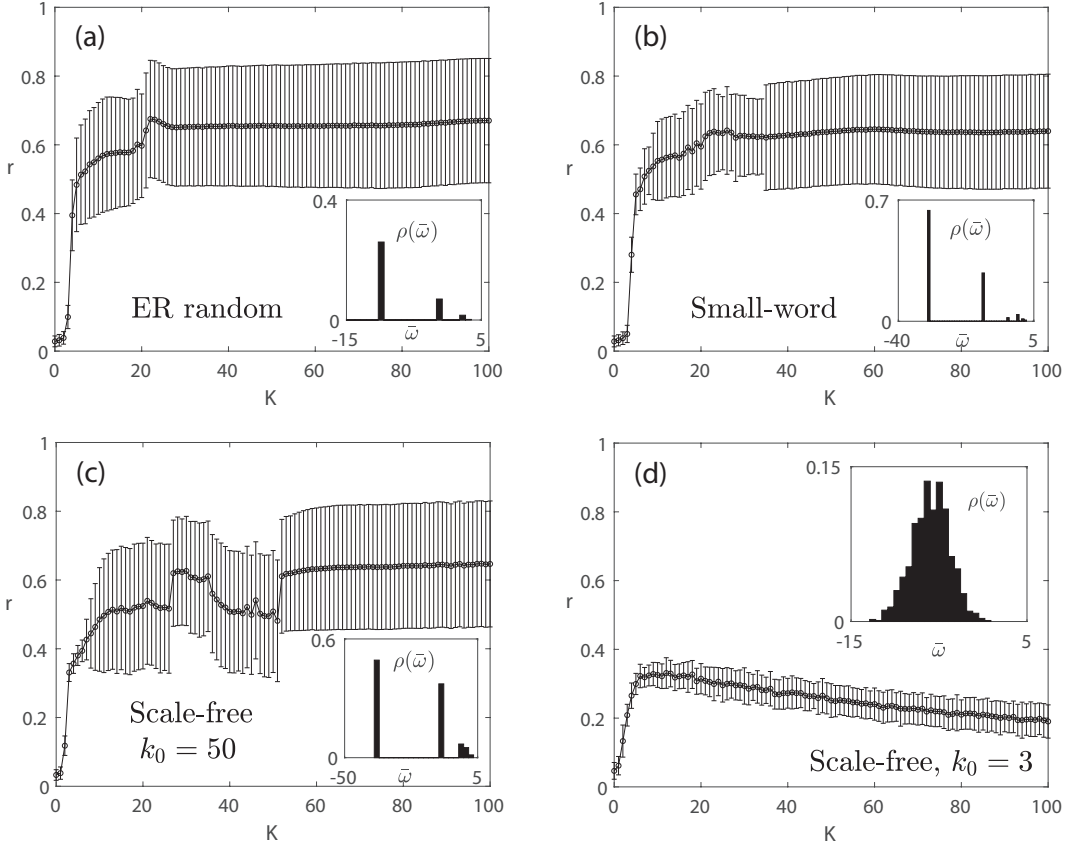 (a)
1
0.8
0.6
r
0.4
0.2
0
0 20 40 60 80 100
K
ER random
0.4
ρ(ω̄)
0
-15 ω̄ 5
(b)
1
0.8
0.6
r
0.4
0.2
0
0 20 40 60 80 100
K
Small-word
0.7
ρ(ω̄)
0
-40 ω̄ 5
(c)
1
0.8
0.6
r
0.4
0.2
0
0 20 40 60 80 100
K
Scale-free
k₀ = 50
0.6
ρ(ω̄)
0
-50 ω̄ 5
(d)
1
0.8
0.6
r
0.4
0.2
0
0 20 40 60 80 100
K
0.15
ρ(ω̄)
0
-15 ω̄ 5
Scale-free, k₀ = 3